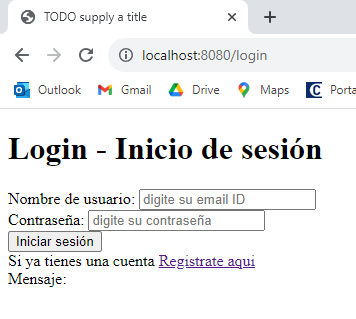 TODO supply a title
localhost:8080/login
Outlook Gmail Drive Maps Porta
Login - Inicio de sesión
Nombre de usuario: digite su email ID
Contraseña: digite su contraseña
Iniciar sesión
Si ya tienes una cuenta Registrate aqui
Mensaje: